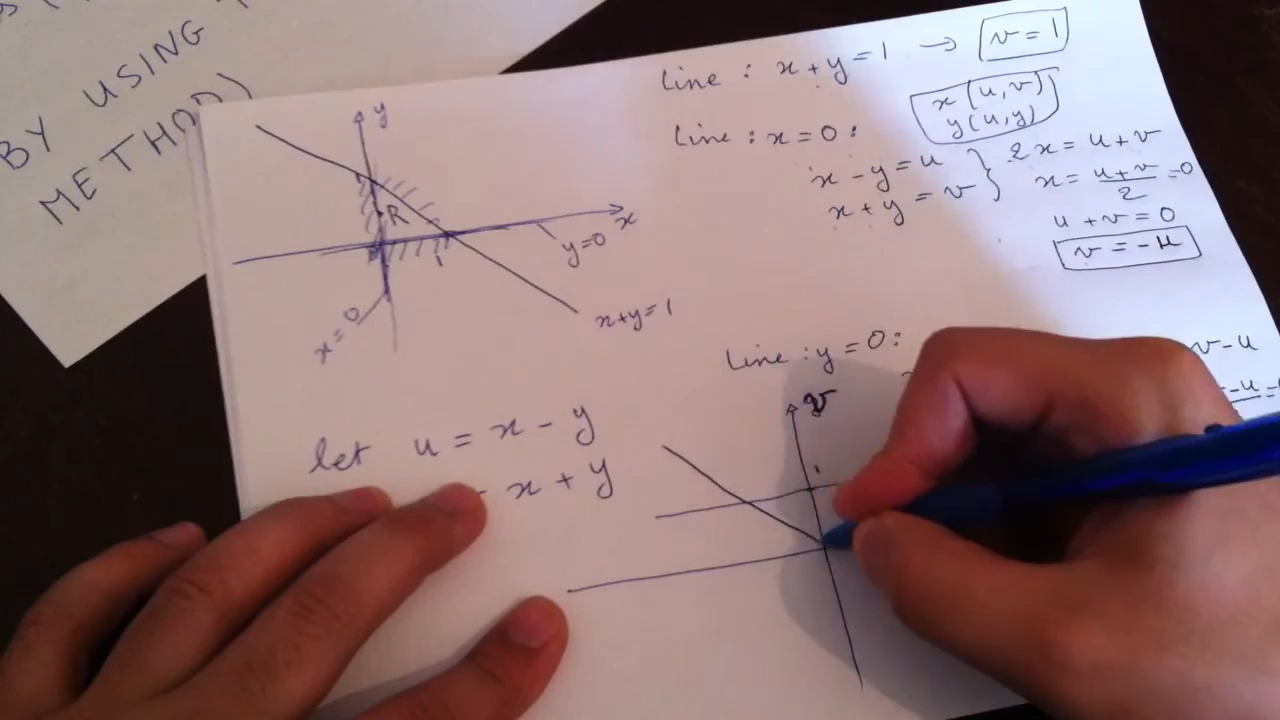 BY USING
METHOD)
y
R
x
y=0
x=0
x+y=1
1
let u = x - y
x + y
Line : x+y=1 → v=1
x(u,v)
y(u,y)
Line : x=0 :
x-y=u
x+y=v
2x = u+v
x = u+v/2 =0
u+v=0
v=-u
Line : y=0:
v-u
-u
v
1